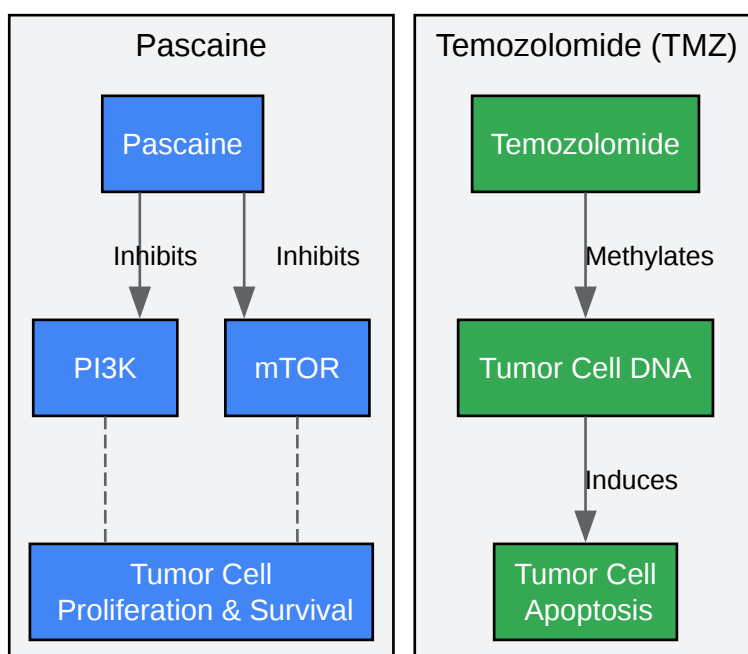 Pascaine
Pascaine
Inhibits
Inhibits
PI3K
mTOR
Tumor Cell
Proliferation & Survival
Temozolomide (TMZ)
Temozolomide
Methylates
Tumor Cell DNA
Induces
Tumor Cell
Apoptosis